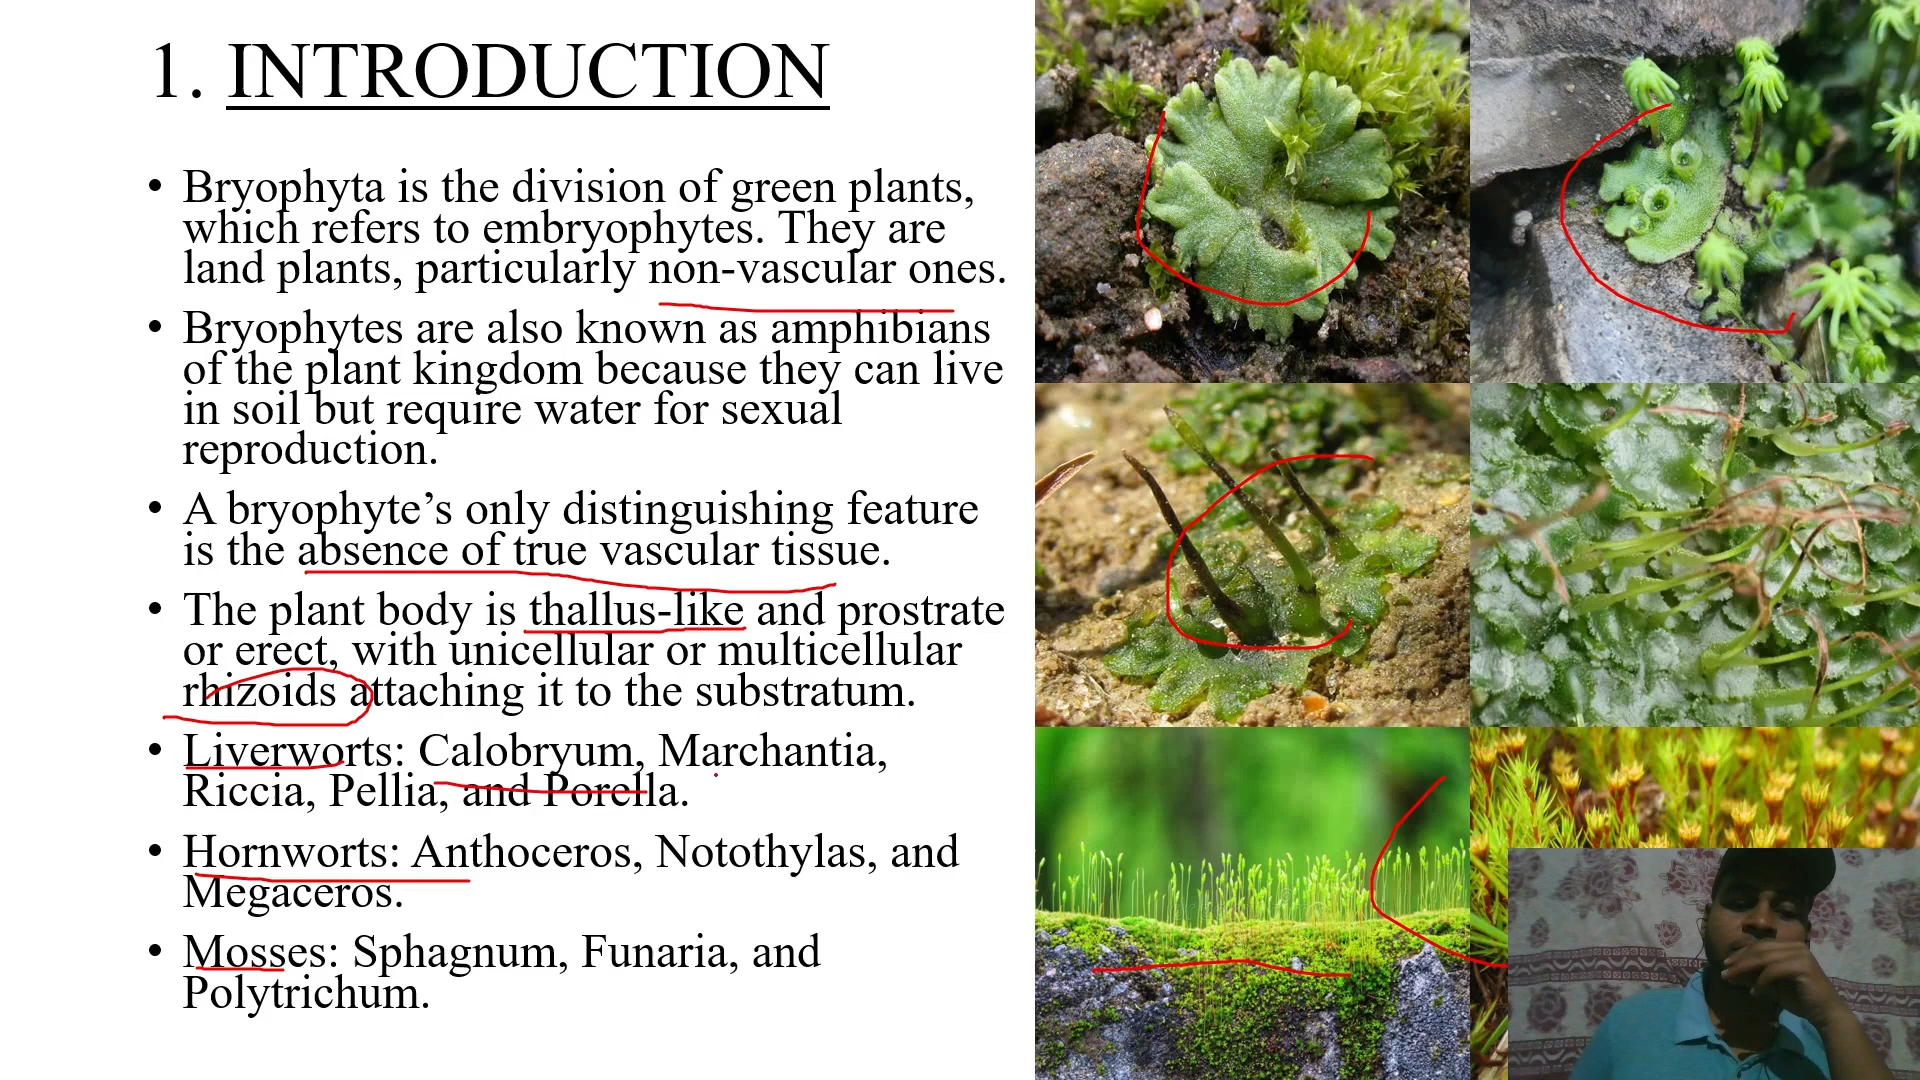 1. INTRODUCTION
• Bryophyta is the division of green plants,
which refers to embryophytes. They are
land plants, particularly non-vascular ones.
• Bryophytes are also known as amphibians
of the plant kingdom because they can live
in soil but require water for sexual
reproduction.
• A bryophyte’s only distinguishing feature
is the absence of true vascular tissue.
• The plant body is thallus-like and prostrate
or erect, with unicellular or multicellular
rhizoids attaching it to the substratum.
• Liverworts: Calobryum, Marchantia,
Riccia, Pellia, and Porella.
• Hornworts: Anthoceros, Notothylas, and
Megaceros.
• Mosses: Sphagnum, Funaria, and
Polytrichum.